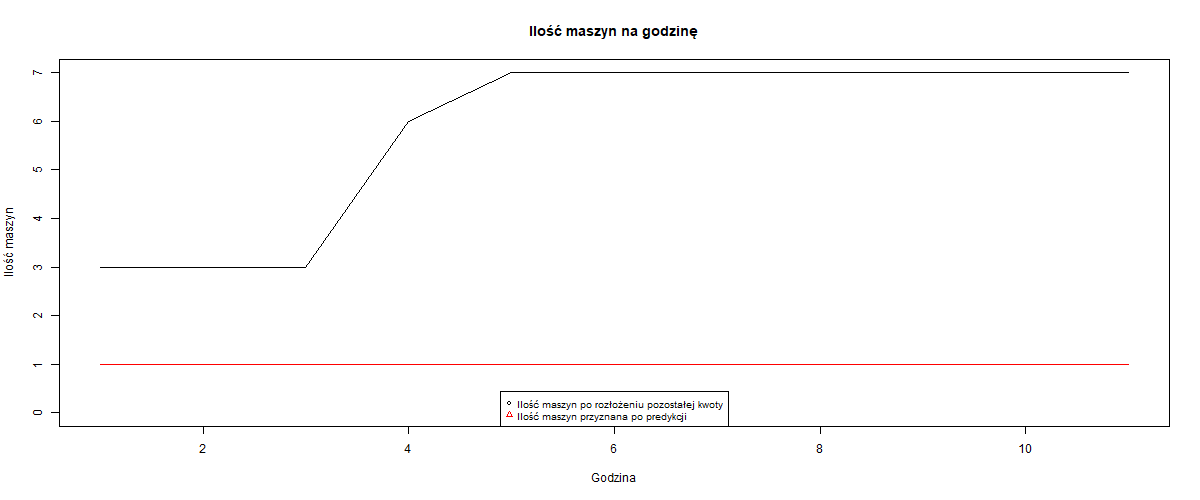 Ilość maszyn na godzinę
Ilość maszyn
7
6
5
4
3
2
1
0
Ilość maszyn po rozłożeniu pozostałej kwoty
Ilość maszyn przyznana po predykcji
2 4 6 8 10
Godzina